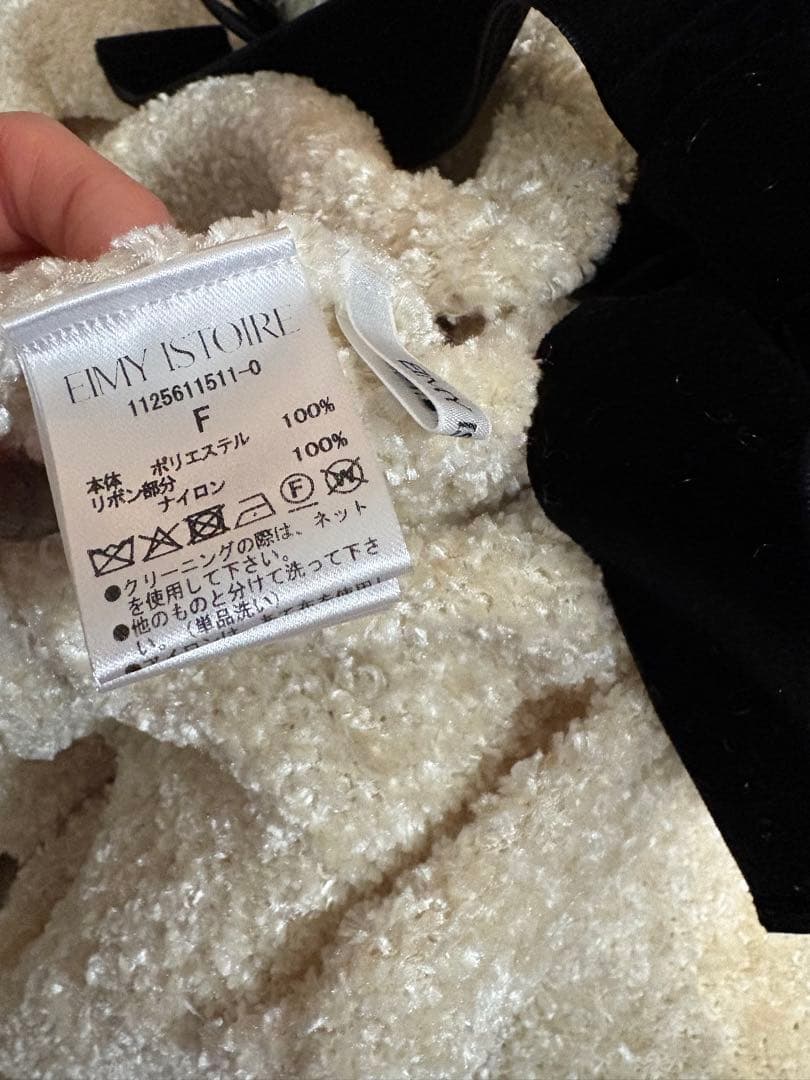 EIMY ISTOIRE
1125611511-0
F
本体 ポリエステル 100%
リボン部分 ナイロン 100%
F
W
●クリーニングの際は、ネット
を使用して下さい。
●他のものと分けて洗って下さ
い。（単品洗い）
EIMY